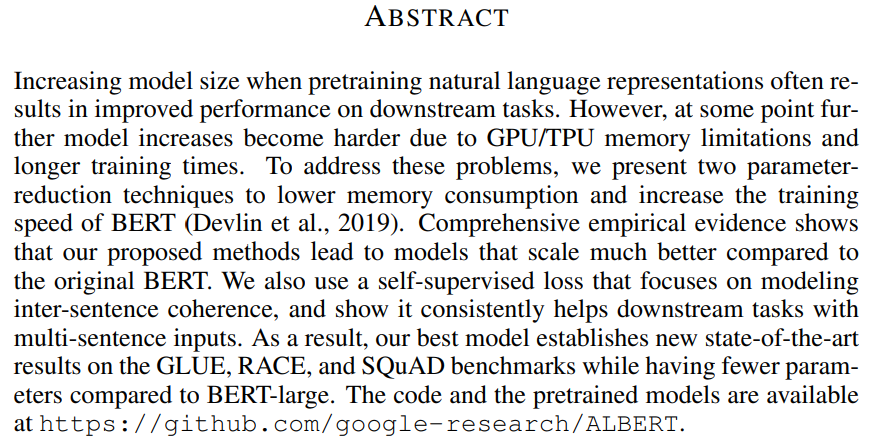 ABSTRACT
Increasing model size when pretraining natural language representations often re-
sults in improved performance on downstream tasks. However, at some point fur-
ther model increases become harder due to GPU/TPU memory limitations and
longer training times. To address these problems, we present two parameter-
reduction techniques to lower memory consumption and increase the training
speed of BERT (Devlin et al., 2019). Comprehensive empirical evidence shows
that our proposed methods lead to models that scale much better compared to
the original BERT. We also use a self-supervised loss that focuses on modeling
inter-sentence coherence, and show it consistently helps downstream tasks with
multi-sentence inputs. As a result, our best model establishes new state-of-the-art
results on the GLUE, RACE, and SQuAD benchmarks while having fewer param-
eters compared to BERT-large. The code and the pretrained models are available
at https://github.com/google-research/ALBERT.